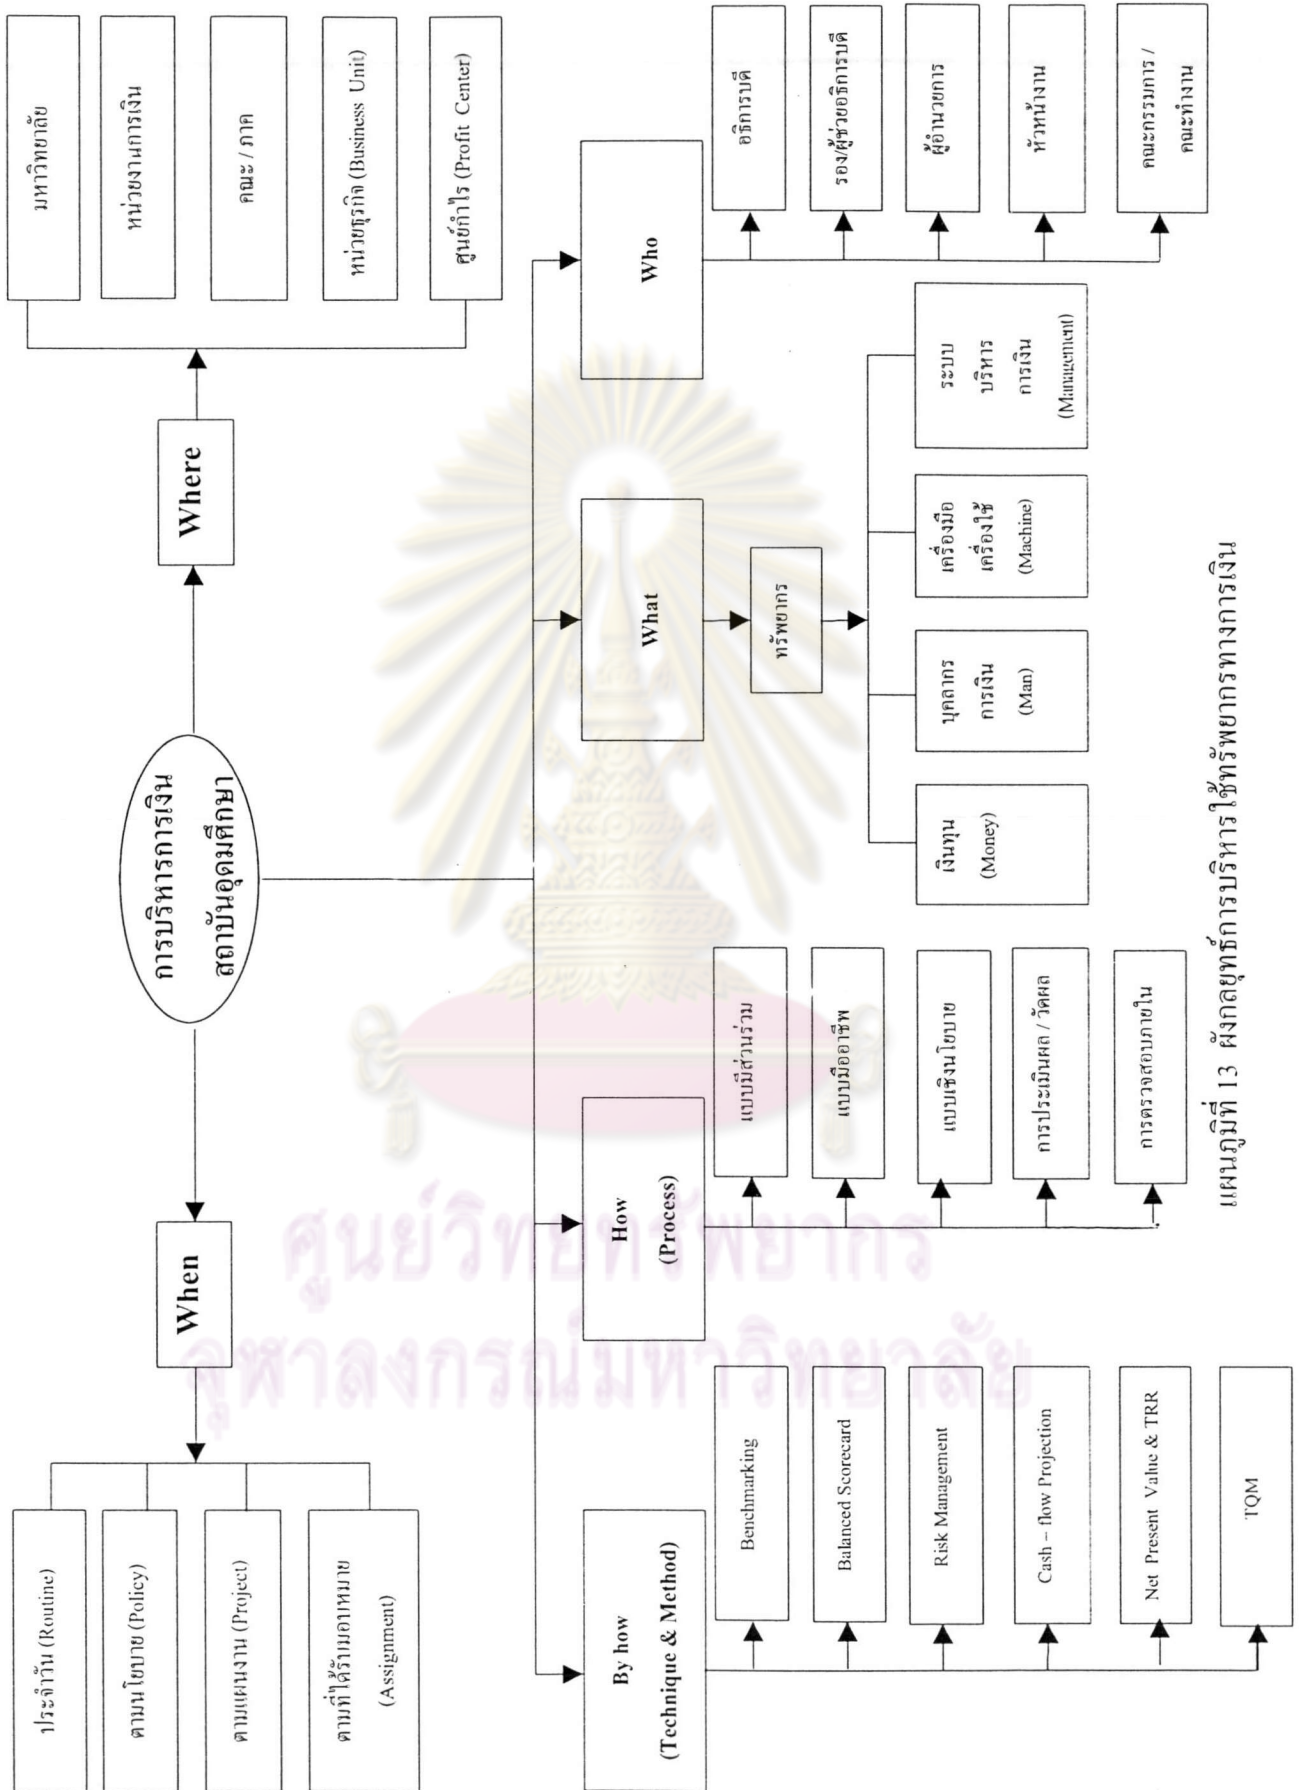 การบริหารการเงิน
สถาบันอุดมศึกษา
When
ประจำวัน (Routine)
ตามนโยบาย (Policy)
ตามแผนงาน (Project)
ตามที่ได้รับมอบหมาย
(Assignment)
Where
มหาวิทยาลัย
หน่วยงานการเงิน
คณะ / ภาค
หน่วยธุรกิจ (Business Unit)
ศูนย์กำไร (Profit Center)
By how
(Technique & Method)
Benchmarking
Balanced Scorecard
Risk Management
Cash – flow Projection
Net Present Value & TRR
TQM
How
(Process)
แบบมีส่วนร่วม
แบบมืออาชีพ
แบบเชิงนโยบาย
การประเมินผล / วัดผล
การตรวจสอบภายใน
What
ทรัพยากร
เงินทุน
(Money)
บุคลากร
การเงิน
(Man)
เครื่องมือ
เครื่องใช้
(Machine)
ระบบ
บริหาร
การเงิน
(Management)
Who
อธิการบดี
รอง/ผู้ช่วยอธิการบดี
ผู้อำนวยการ
หัวหน้างาน
คณะกรรมการ /
คณะทำงาน
แผนภูมิที่ 13 ผังกลยุทธ์การบริหารใช้ทรัพยากรทางการเงิน
ศูนย์วิทยทรัพยากร
จุฬาลงกรณ์มหาวิทยาลัย